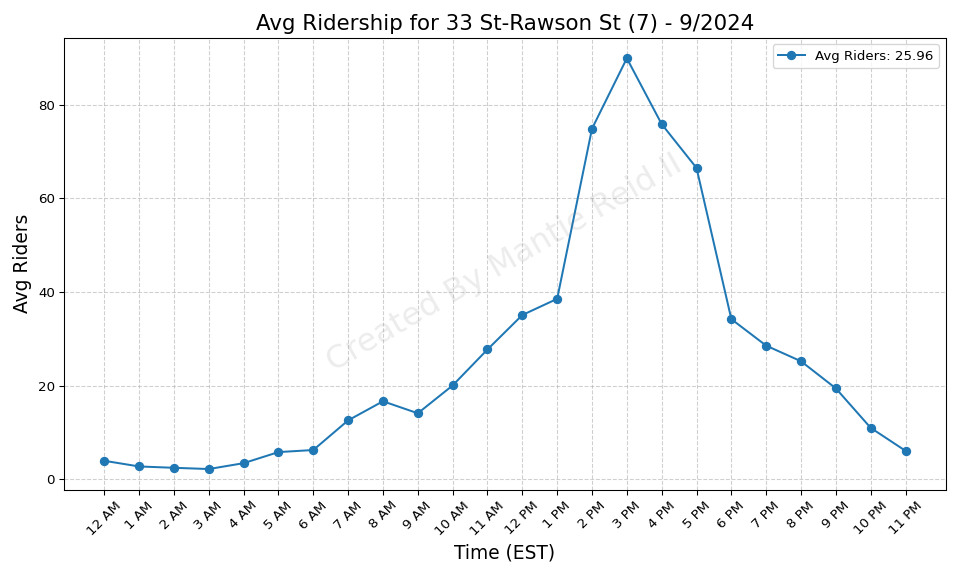 Avg Ridership for 33 St-Rawson St (7) - 9/2024
Avg Riders: 25.96
Avg Riders
80
60
40
20
0
Created By Mantle Reid II
12 AM
1 AM
2 AM
3 AM
4 AM
5 AM
6 AM
7 AM
8 AM
9 AM
10 AM
11 AM
12 PM
1 PM
2 PM
3 PM
4 PM
5 PM
6 PM
7 PM
8 PM
9 PM
10 PM
11 PM
Time (EST)